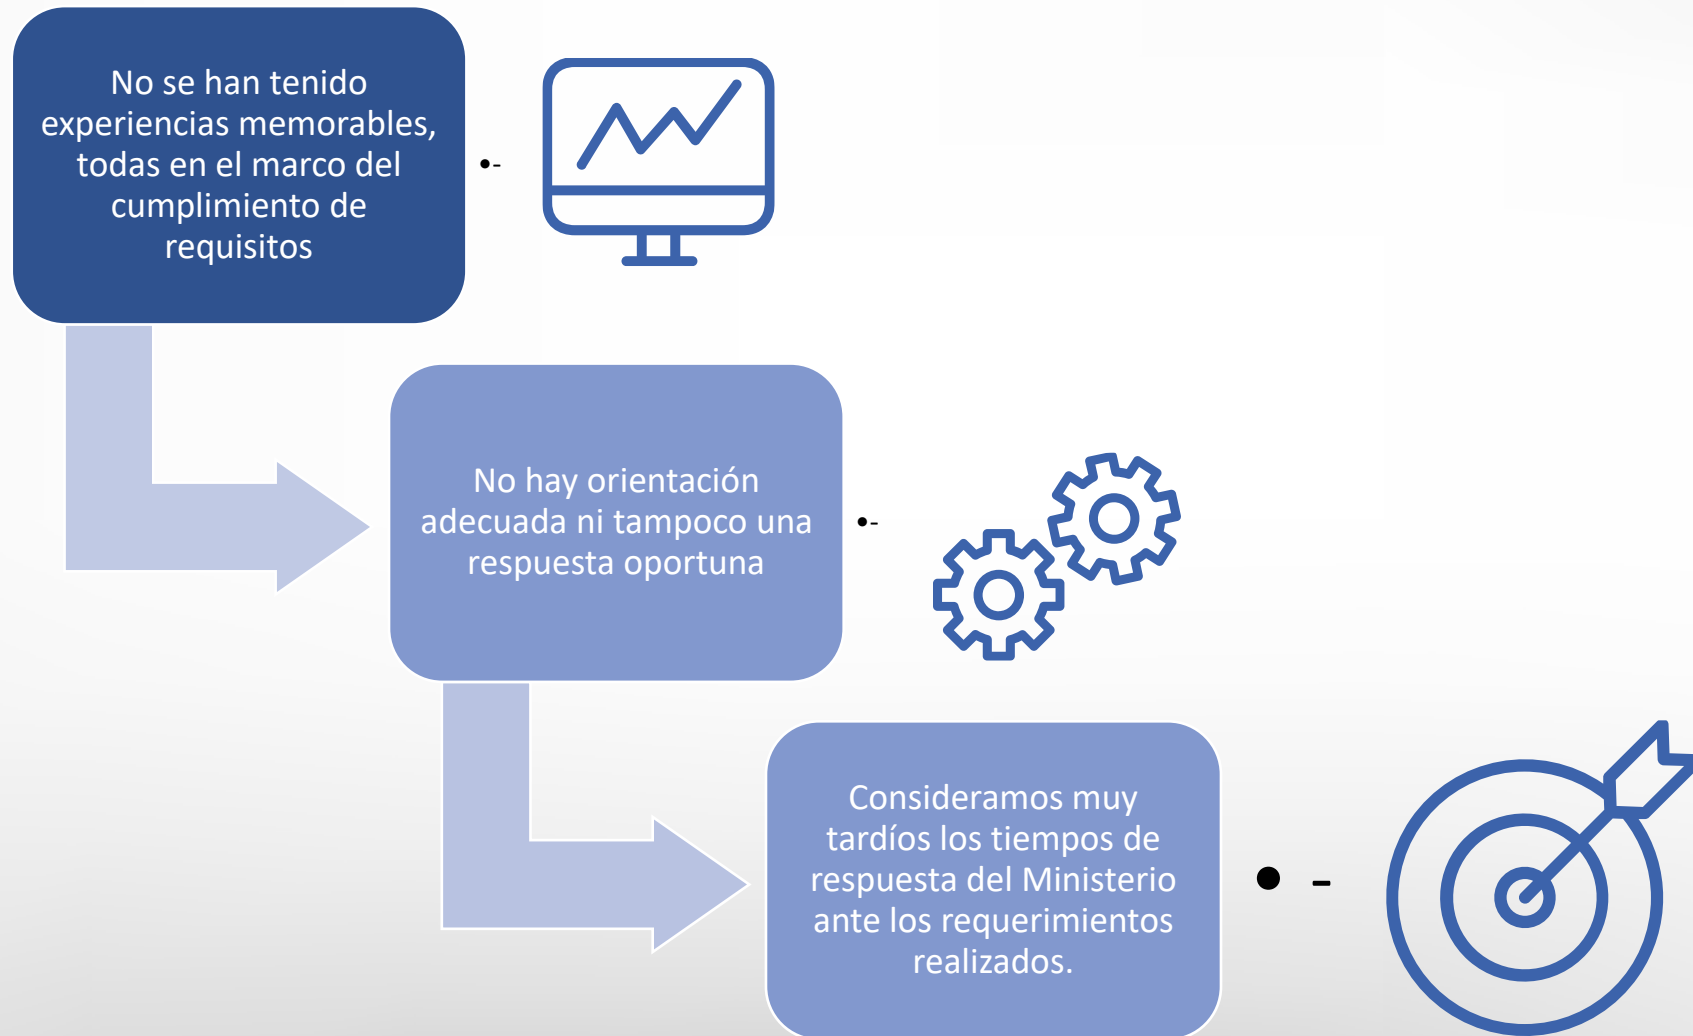 No se han tenido
experiencias memorables,
todas en el marco del
cumplimiento de
requisitos
•-
No hay orientación
adecuada ni tampoco una
respuesta oportuna
•-
Consideramos muy
tardíos los tiempos de
respuesta del Ministerio
ante los requerimientos
realizados.
• -